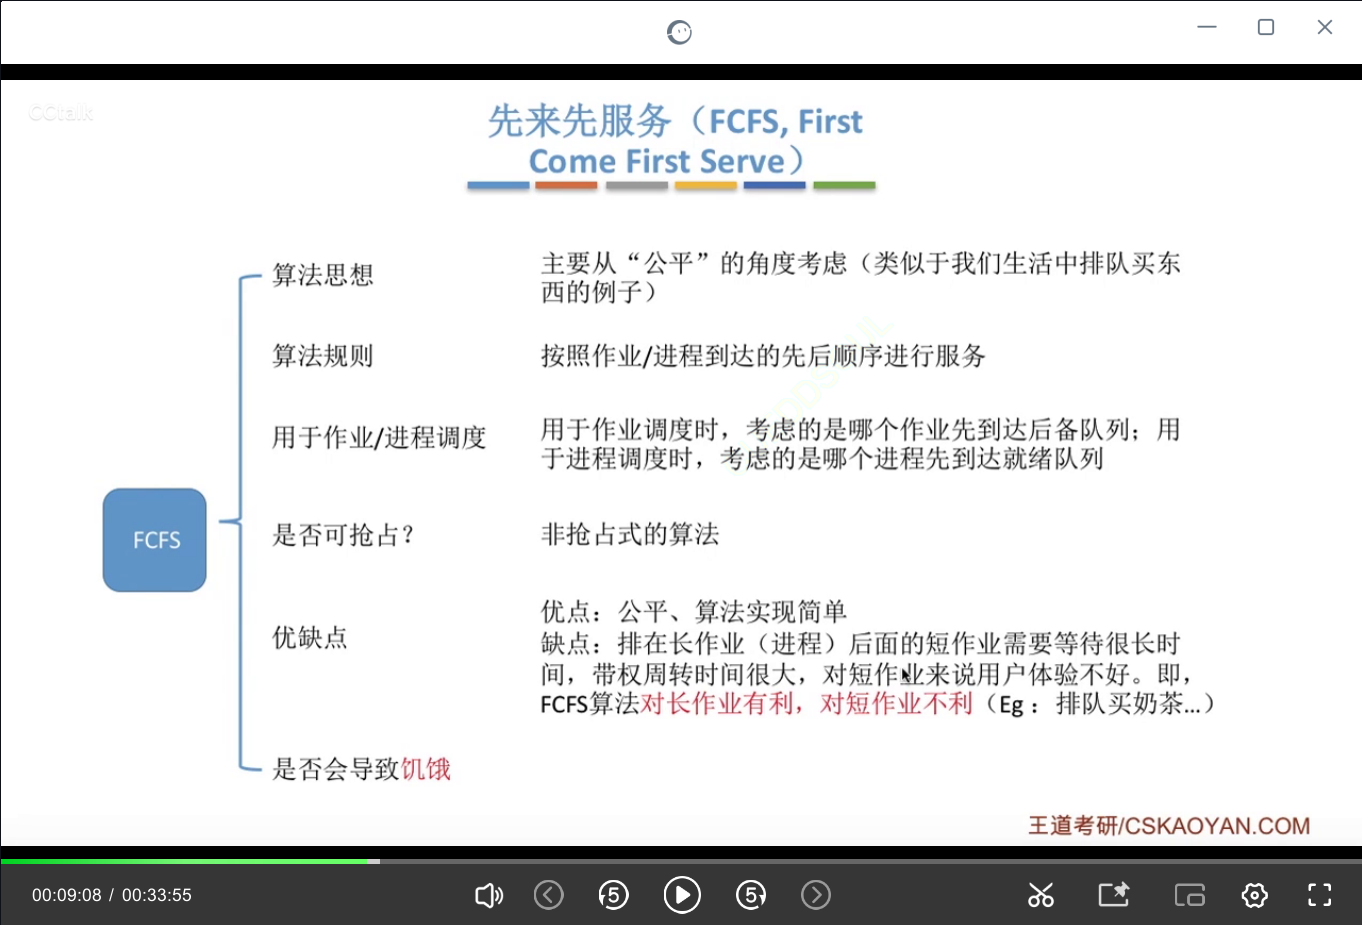 CCtalk
先来先服务（FCFS, First
Come First Serve）
算法思想
主要从“公平”的角度考虑（类似于我们生活中排队买东
西的例子）
算法规则
按照作业/进程到达的先后顺序进行服务
用于作业/进程调度
用于作业调度时，考虑的是哪个作业先到达后备队列；用
于进程调度时，考虑的是哪个进程先到达就绪队列
FCFS
是否可抢占？
非抢占式的算法
优缺点
优点：公平、算法实现简单
缺点：排在长作业（进程）后面的短作业需要等待很长时
间，带权周转时间很大，对短作业来说用户体验不好。即，
FCFS算法对长作业有利，对短作业不利（Eg：排队买奶茶...）
是否会导致饥饿
王道考研/CSKAOYAN.COM
00:09:08 / 00:33:55
5
5